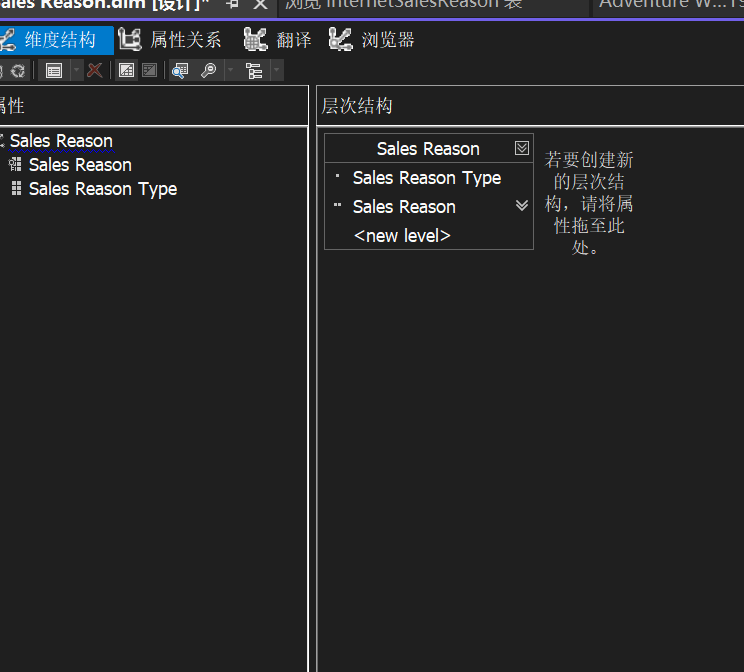 Sales Reason.dim [设计]*
浏览 InternetSalesReason 表
Adventure W...Ts
维度结构
属性关系
翻译
浏览器
属性
层次结构
Sales Reason
Sales Reason
Sales Reason Type
Sales Reason
Sales Reason Type
Sales Reason
<new level>
若要创建新
的层次结
构，请将属
性拖至此
处。